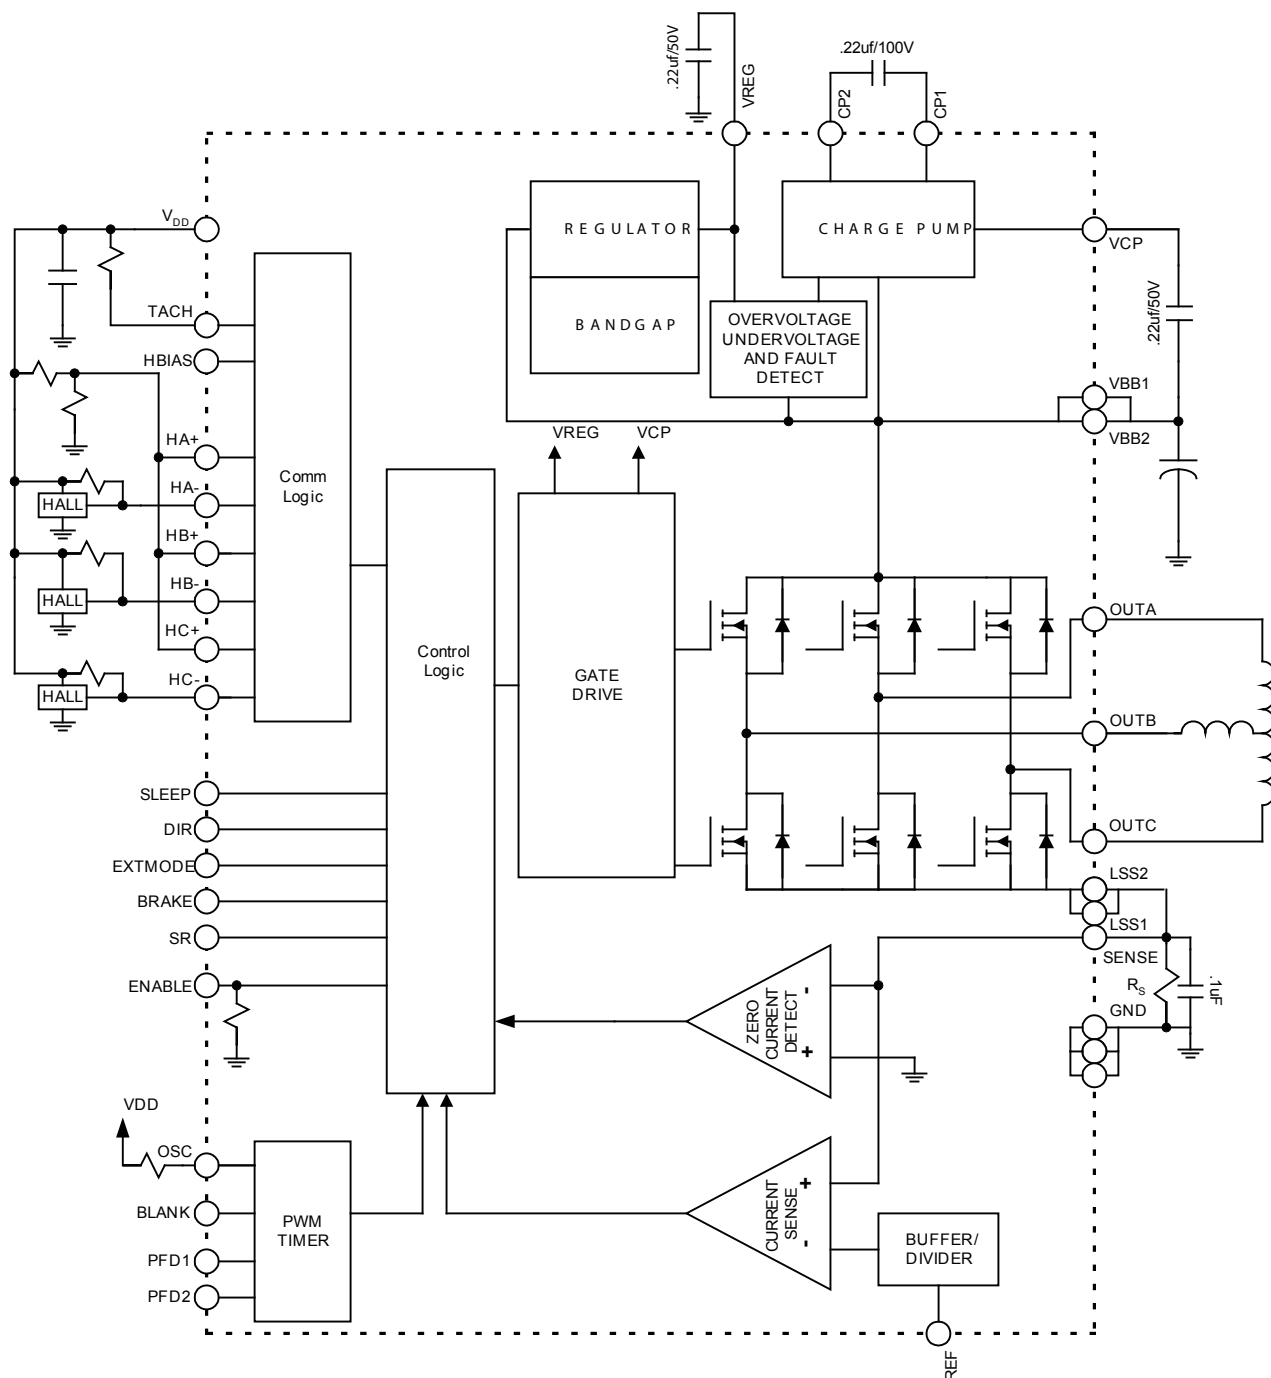 .22uf/50V
VREG
.22uf/100V
CP2
CP1
VDD
REGULATOR
CHARGE PUMP
VCP
TACH
BANDGAP
OVERVOLTAGE
UNDERVOLTAGE
AND FAULT
DETECT
.22uf/50V
HBIAS
VBB1
VBB2
VREG
VCP
HA+
Comm
Logic
HA-
HALL
HB+
HB-
HALL
HC+
HC-
HALL
Control
Logic
GATE
DRIVE
OUTA
OUTB
OUTC
SLEEP
DIR
EXTMODE
BRAKE
SR
ENABLE
LSS2
LSS1
SENSE
RS
.1uF
GND
ZERO
CURRENT
DETECT
-
+
VDD
OSC
BLANK
PFD1
PFD2
PWM
TIMER
CURRENT
SENSE
+
-
BUFFER/
DIVIDER
REF